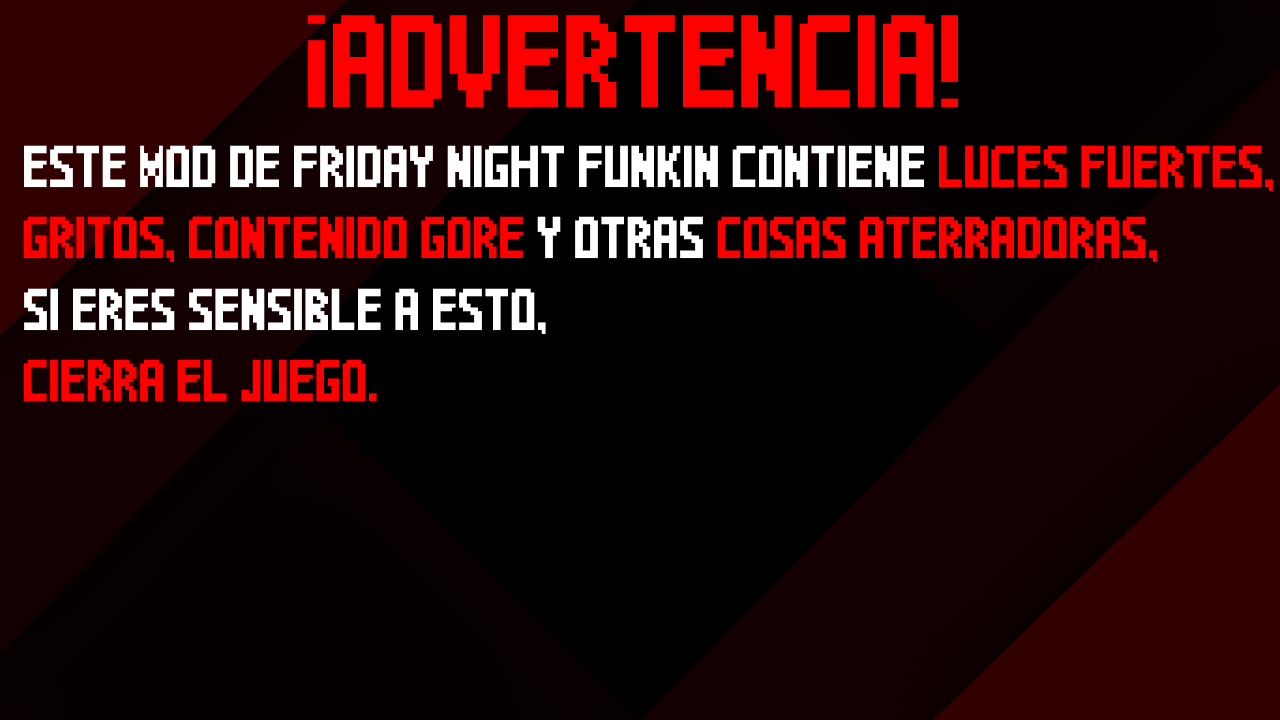 ¡ADVERTENCIA!
ESTE MOD DE FRIDAY NIGHT FUNKIN CONTIENE LUCES FUERTES,
GRITOS, CONTENIDO GORE Y OTRAS COSAS ATERRADORAS,
SI ERES SENSIBLE A ESTO,
CIERRA EL JUEGO.